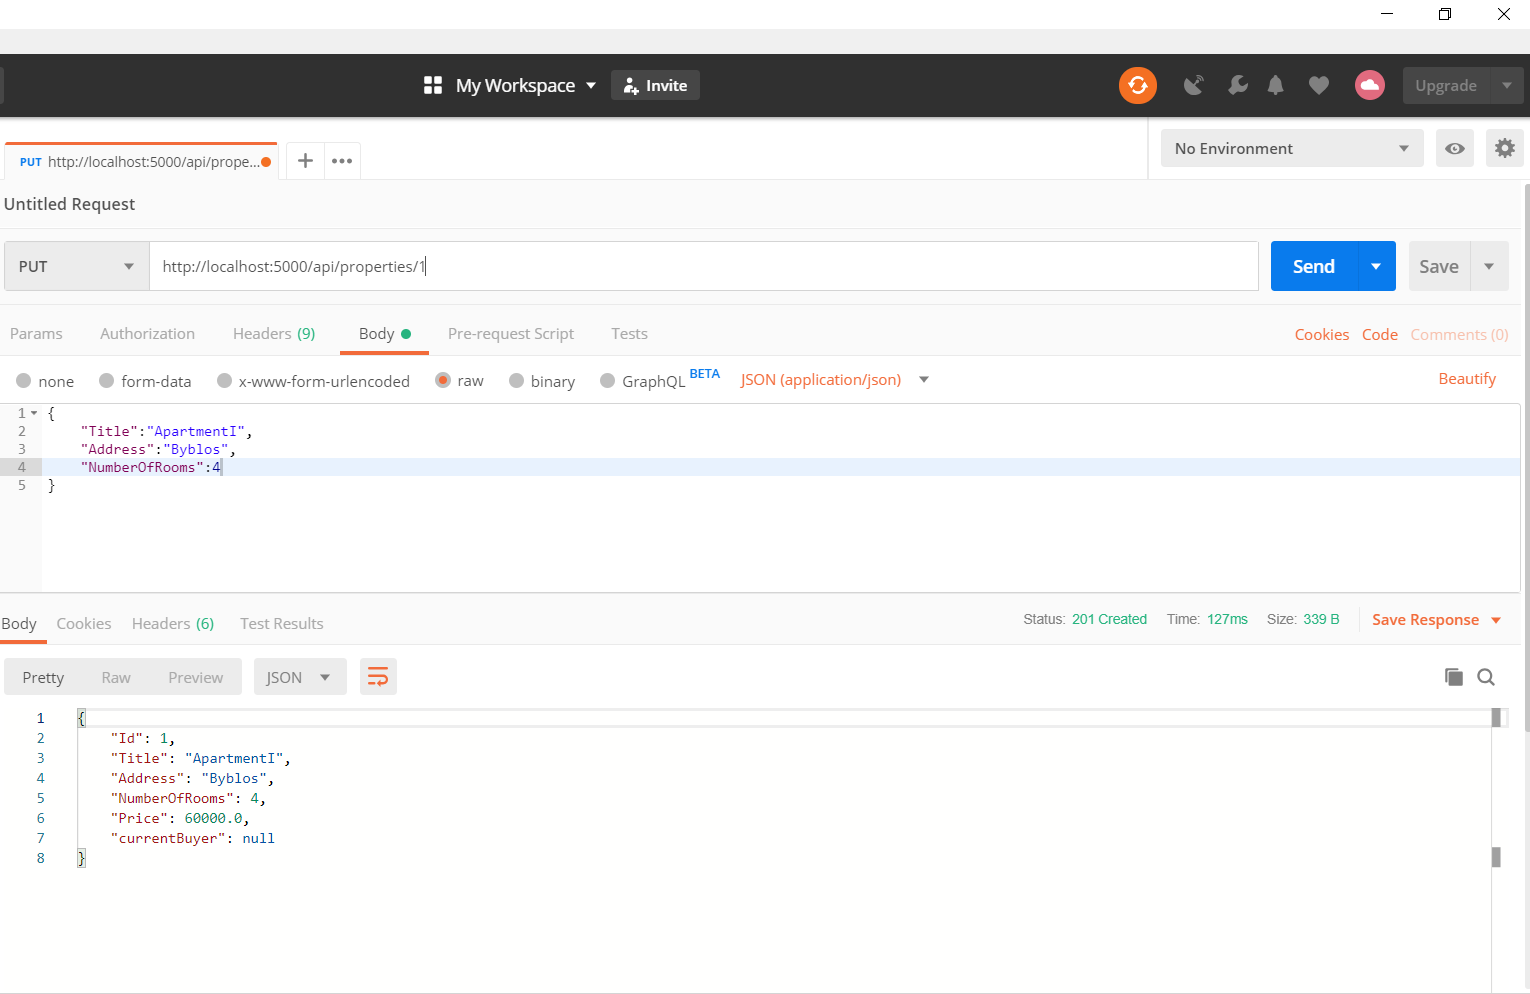 My Workspace Invite Upgrade
PUT http://localhost:5000/api/prope... No Environment
Untitled Request
PUT http://localhost:5000/api/properties/1 Send Save
Params Authorization Headers (9) Body Pre-request Script Tests Cookies Code Comments (0)
none form-data x-www-form-urlencoded raw binary GraphQL BETA JSON (application/json) Beautify
1 {
2 "Title":"ApartmentI",
3 "Address":"Byblos",
4 "NumberOfRooms":4
5 }
Body Cookies Headers (6) Test Results Status: 201 Created Time: 127ms Size: 339 B Save Response
Pretty Raw Preview JSON
1 {
2 "Id": 1,
3 "Title": "ApartmentI",
4 "Address": "Byblos",
5 "NumberOfRooms": 4,
6 "Price": 60000.0,
7 "currentBuyer": null
8 }